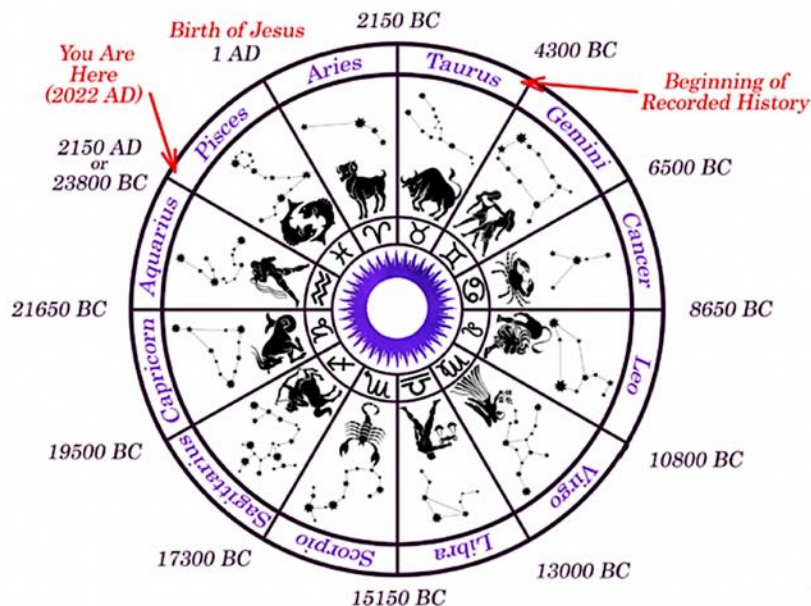 2150 BC
Birth of Jesus
1 AD
You Are
Here
(2022 AD)
4300 BC
Beginning of
Recorded History
2150 AD
or
23800 BC
6500 BC
21650 BC
8650 BC
19500 BC
10800 BC
17300 BC
13000 BC
15150 BC
Aries
Taurus
Gemini
Cancer
Leo
Virgo
Libra
Scorpio
Sagittarius
Capricorn
Aquarius
Pisces
♈
♉
♊
♋
♌
♍
♎
♏
♐
♑
♒
♓